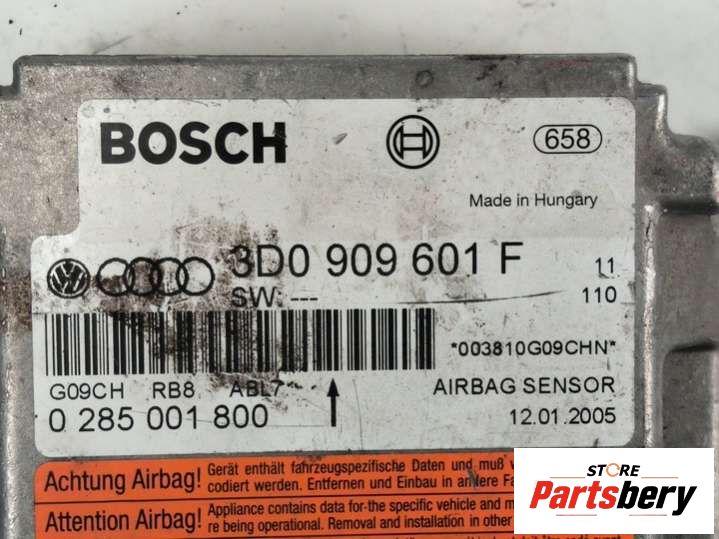 BOSCH
658
Made in Hungary
3D0 909 601 F
11
SW: ---
110
*003810G09CHN*
G09CH RB8 ABL7
AIRBAG SENSOR
0 285 001 800
12.01.2005
Achtung Airbag!
Gerät enthält fahrzeugspezifische Daten und muß
codiert werden. Entfernen und Einbau in andere
Attention Airbag!
Appliance contains data for the specific vehicle and
re being operational. Removal and installation in other
STORE
Partsbery